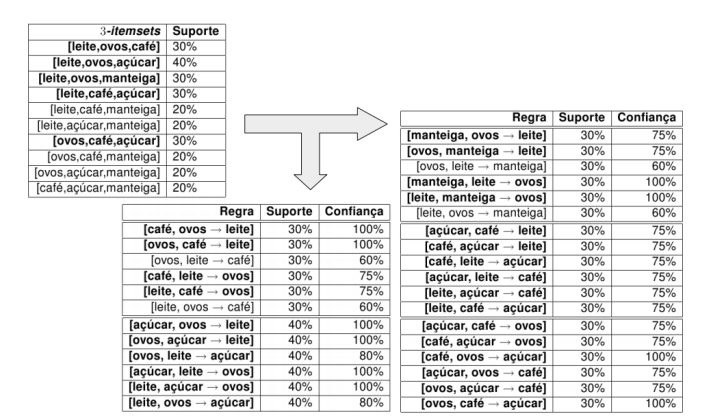 3-itemsets Suporte
[leite,ovos,café] 30%
[leite,ovos,açúcar] 40%
[leite,ovos,manteiga] 30%
[leite,café,açúcar] 30%
[leite,café,manteiga] 20%
[leite,açúcar,manteiga] 20%
[ovos,café,açúcar] 30%
[ovos,café,manteiga] 20%
[ovos,açúcar,manteiga] 20%
[café,açúcar,manteiga] 20%
Regra Suporte Confiança
[café, ovos → leite] 30% 100%
[ovos, café → leite] 30% 100%
[ovos, leite → café] 30% 60%
[café, leite → ovos] 30% 75%
[leite, café → ovos] 30% 75%
[leite, ovos → café] 30% 60%
[açúcar, ovos → leite] 40% 100%
[ovos, açúcar → leite] 40% 100%
[ovos, leite → açúcar] 40% 80%
[açúcar, leite → ovos] 40% 100%
[leite, açúcar → ovos] 40% 100%
[leite, ovos → açúcar] 40% 80%
Regra Suporte Confiança
[manteiga, ovos → leite] 30% 75%
[ovos, manteiga → leite] 30% 75%
[ovos, leite → manteiga] 30% 60%
[manteiga, leite → ovos] 30% 100%
[leite, manteiga → ovos] 30% 100%
[leite, ovos → manteiga] 30% 60%
[açúcar, café → leite] 30% 75%
[café, açúcar → leite] 30% 75%
[café, leite → açúcar] 30% 75%
[açúcar, leite → café] 30% 75%
[leite, açúcar → café] 30% 75%
[leite, café → açúcar] 30% 75%
[açúcar, café → ovos] 30% 75%
[café, açúcar → ovos] 30% 75%
[café, ovos → açúcar] 30% 100%
[açúcar, ovos → café] 30% 75%
[ovos, açúcar → café] 30% 75%
[ovos, café → açúcar] 30% 100%